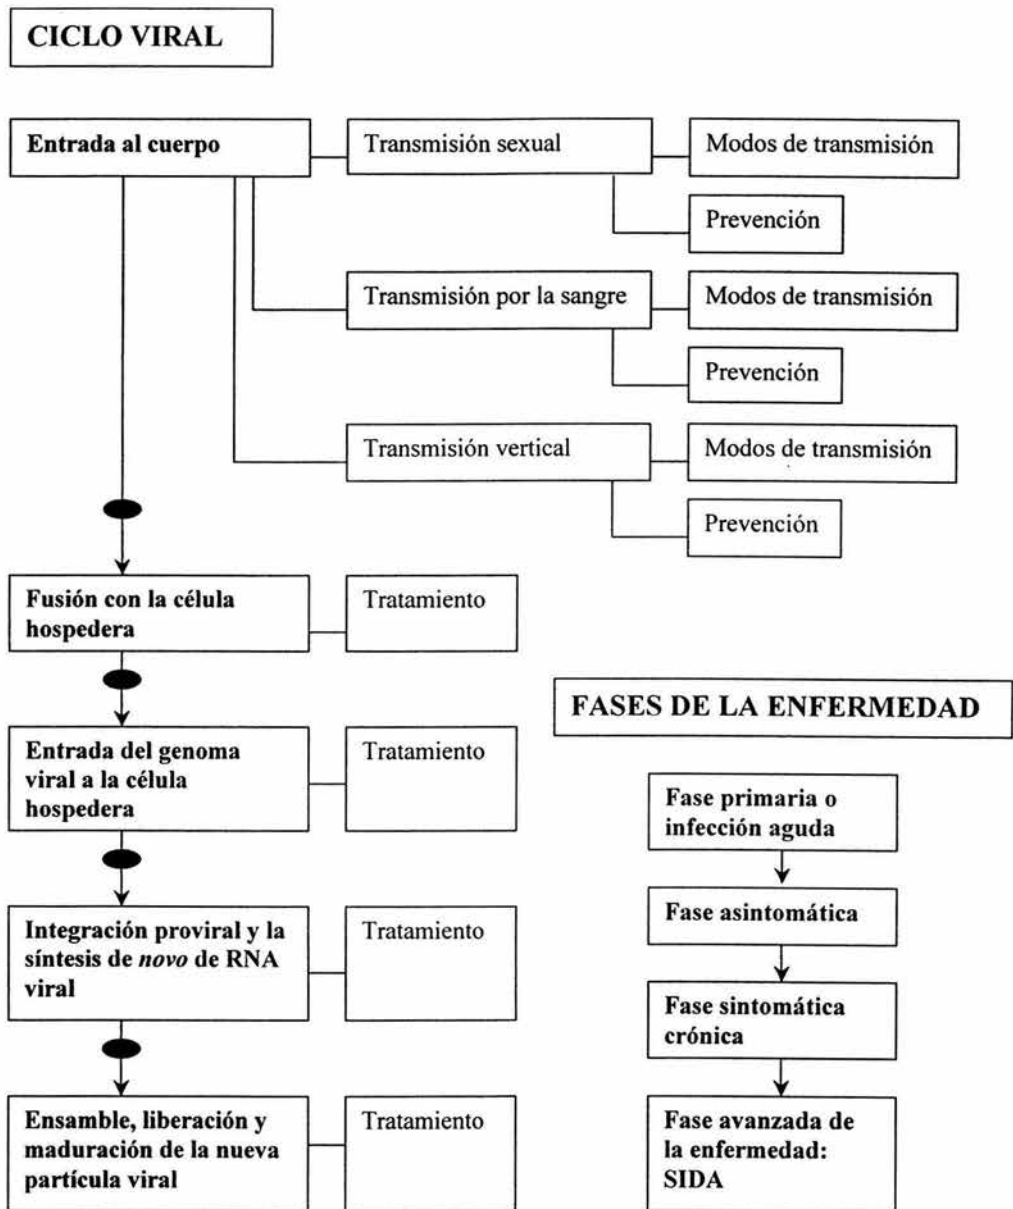 CICLO VIRAL
Entrada al cuerpo
Transmisión sexual
Modos de transmisión
Prevención
Transmisión por la sangre
Modos de transmisión
Prevención
Transmisión vertical
Modos de transmisión
Prevención
Fusión con la célula
hospedera
Tratamiento
Entrada del genoma
viral a la célula
hospedera
Tratamiento
Integración proviral y la
síntesis de novo de RNA
viral
Tratamiento
Ensamble, liberación y
maduración de la nueva
partícula viral
Tratamiento
FASES DE LA ENFERMEDAD
Fase primaria o
infección aguda
Fase asintomática
Fase sintomática
crónica
Fase avanzada de
la enfermedad:
SIDA